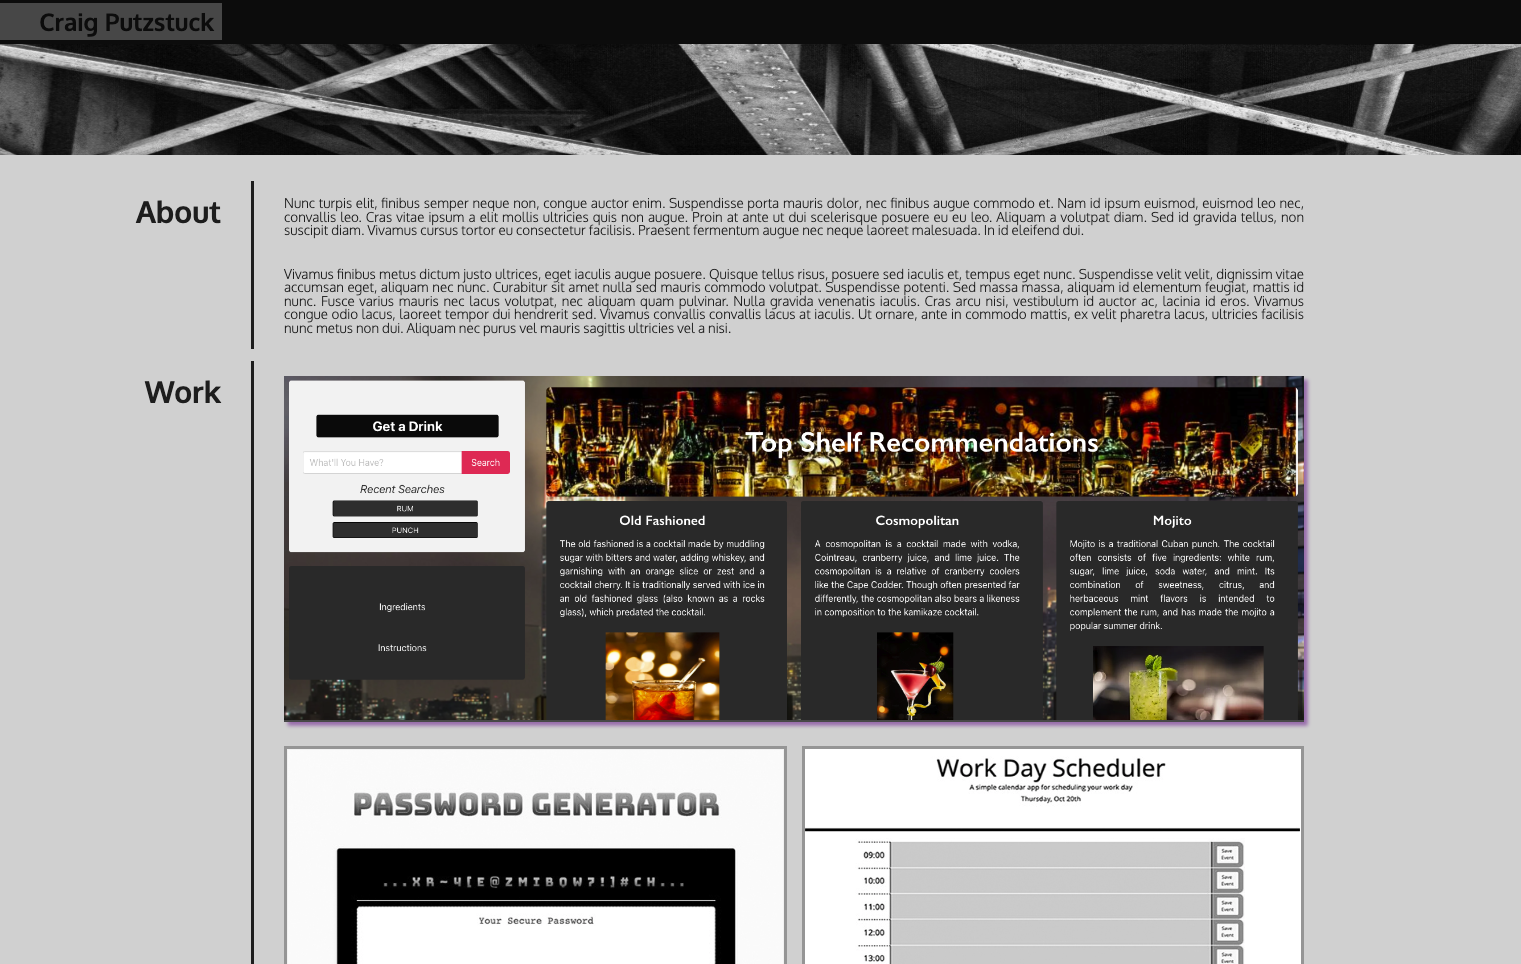 Craig Putzstuck
About
Nunc turpis elit, finibus semper neque non, congue auctor enim. Suspendisse porta mauris dolor, nec finibus augue commodo et. Nam id ipsum euismod, euismod leo nec,
convallis leo. Cras vitae ipsum a elit mollis ultricies quis non augue. Proin at ante ut dui scelerisque posuere eu eu leo. Aliquam a volutpat diam. Sed id gravida tellus, non
suscipit diam. Vivamus cursus tortor eu consectetur facilisis. Praesent fermentum augue nec neque laoreet malesuada. In id eleifend dui.
Vivamus finibus metus dictum justo ultrices, eget iaculis augue posuere. Quisque tellus risus, posuere sed iaculis et, tempus eget nunc. Suspendisse velit velit, dignissim vitae
accumsan eget, aliquam nec nunc. Curabitur sit amet nulla sed mauris commodo volutpat. Suspendisse potenti. Sed massa massa, aliquam id elementum feugiat, mattis id
nunc. Fusce varius mauris nec lacus volutpat, nec aliquam quam pulvinar. Nulla gravida venenatis iaculis. Cras arcu nisi, vestibulum id auctor ac, lacinia id eros. Vivamus
congue odio lacus, laoreet tempor dui hendrerit sed. Vivamus convallis convallis lacus at iaculis. Ut ornare, ante in commodo mattis, ex velit pharetra lacus, ultricies facilisis
nunc metus non dui. Aliquam nec purus vel mauris sagittis ultricies vel a nisi.
Work
Get a Drink
What'll You Have?
Search
Recent Searches
RUM
PUNCH
Ingredients
Instructions
Top Shelf Recommendations
Old Fashioned
The old fashioned is a cocktail made by muddling
sugar with bitters and water, adding whiskey, and
garnishing with an orange slice or zest and a
cocktail cherry. It is traditionally served with ice in
an old fashioned glass (also known as a rocks
glass), which predated the cocktail.
Cosmopolitan
A cosmopolitan is a cocktail made with vodka,
Cointreau, cranberry juice, and lime juice. The
cosmopolitan is a relative of cranberry coolers
like the Cape Codder. Though often presented far
differently, the cosmopolitan also bears a likeness
in composition to the kamikaze cocktail.
Mojito
Mojito is a traditional Cuban punch. The cocktail
often consists of five ingredients: white rum,
sugar, lime juice, soda water, and mint. Its
combination of sweetness, citrus, and
herbaceous mint flavors is intended to
complement the rum, and has made the mojito a
popular summer drink.
PASSWORD GENERATOR
...XR~4[E@ZMIBOW?!]#CH...
Your Secure Password
Work Day Scheduler
A simple calendar app for scheduling your work day
Thursday, Oct 20th
09:00
Save Event
10:00
Save Event
11:00
Save Event
12:00
Save Event
13:00
Save Event